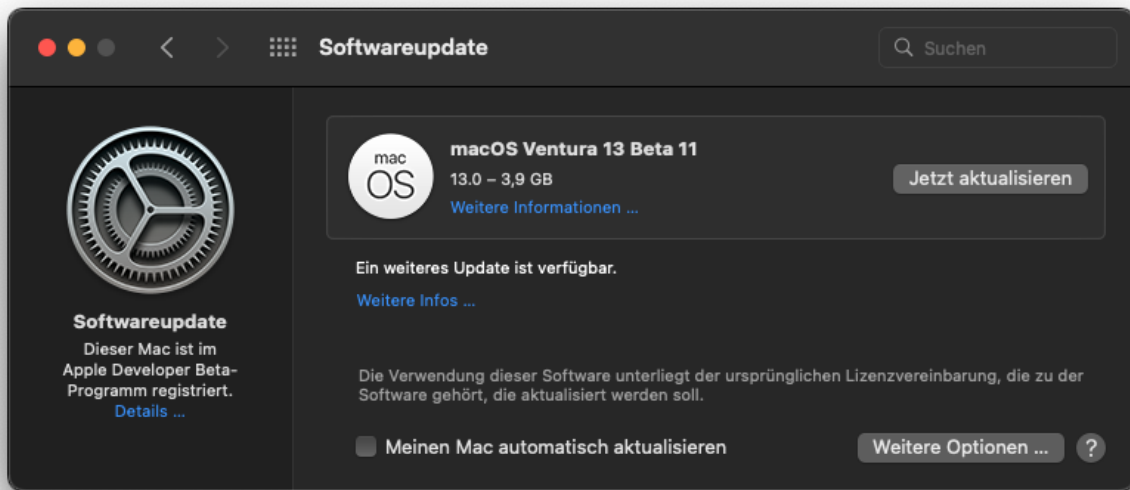 Softwareupdate
Suchen
Softwareupdate
Dieser Mac ist im
Apple Developer Beta-
Programm registriert.
Details ...
mac
OS
macOS Ventura 13 Beta 11
13.0 – 3,9 GB
Weitere Informationen ...
Jetzt aktualisieren
Ein weiteres Update ist verfügbar.
Weitere Infos ...
Die Verwendung dieser Software unterliegt der ursprünglichen Lizenzvereinbarung, die zu der
Software gehört, die aktualisiert werden soll.
Meinen Mac automatisch aktualisieren
Weitere Optionen ...
?